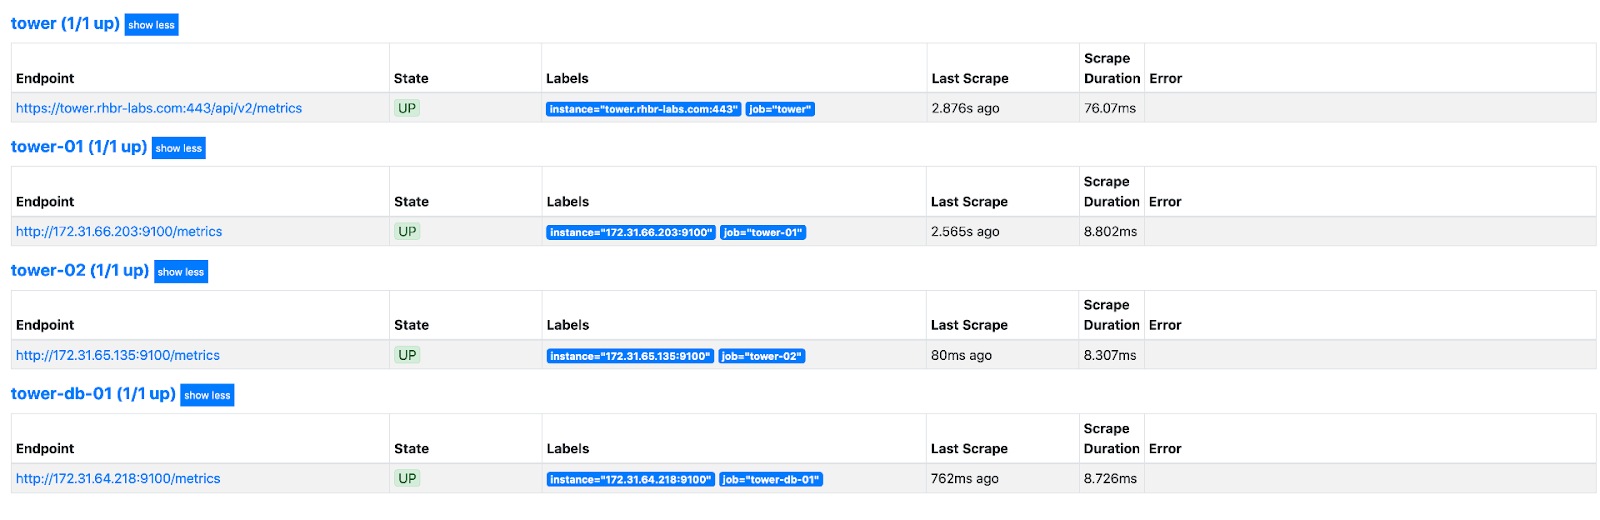 tower (1/1 up) show less
Endpoint State Labels Last Scrape Scrape Duration Error
https://tower.rhbr-labs.com:443/api/v2/metrics UP instance="tower.rhbr-labs.com:443" job="tower" 2.876s ago 76.07ms
tower-01 (1/1 up) show less
Endpoint State Labels Last Scrape Scrape Duration Error
http://172.31.66.203:9100/metrics UP instance="172.31.66.203:9100" job="tower-01" 2.565s ago 8.802ms
tower-02 (1/1 up) show less
Endpoint State Labels Last Scrape Scrape Duration Error
http://172.31.65.135:9100/metrics UP instance="172.31.65.135:9100" job="tower-02" 80ms ago 8.307ms
tower-db-01 (1/1 up) show less
Endpoint State Labels Last Scrape Scrape Duration Error
http://172.31.64.218:9100/metrics UP instance="172.31.64.218:9100" job="tower-db-01" 762ms ago 8.726ms